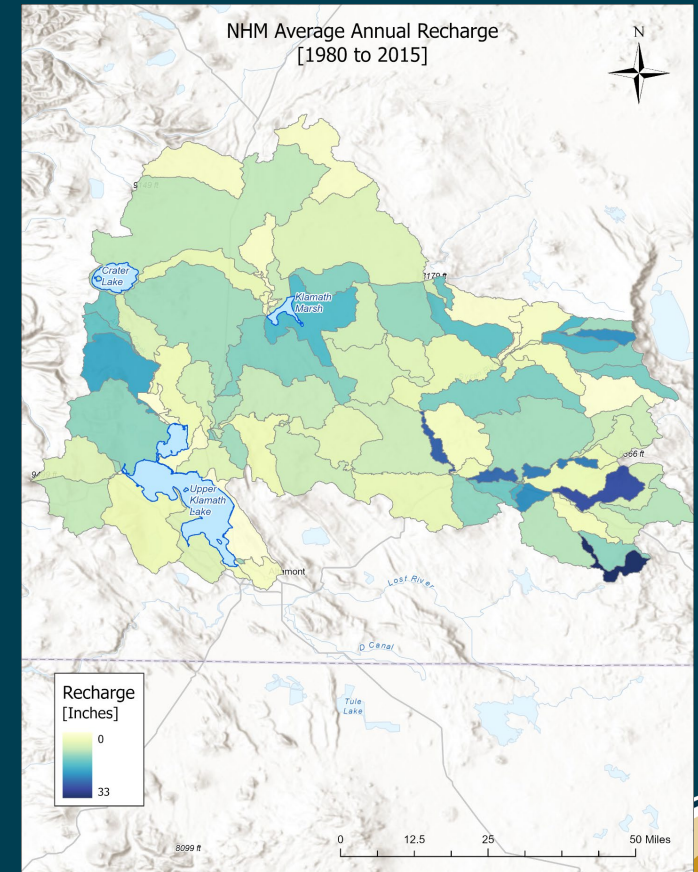 NHM Average Annual Recharge
[1980 to 2015]
N
Crater
Lake
Klamath
Marsh
Upper
Klamath
Lake
Lost River
D Canal
Tule
Lake
Recharge
[Inches]
0
33
0 12.5 25 50 Miles
8099 ft